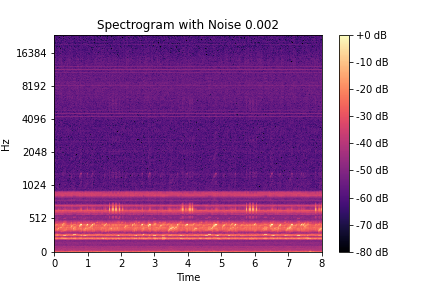 Spectrogram with Noise 0.002
Hz
16384
8192
4096
2048
1024
512
0
0 1 2 3 4 5 6 7 8
Time
+0 dB
-10 dB
-20 dB
-30 dB
-40 dB
-50 dB
-60 dB
-70 dB
-80 dB